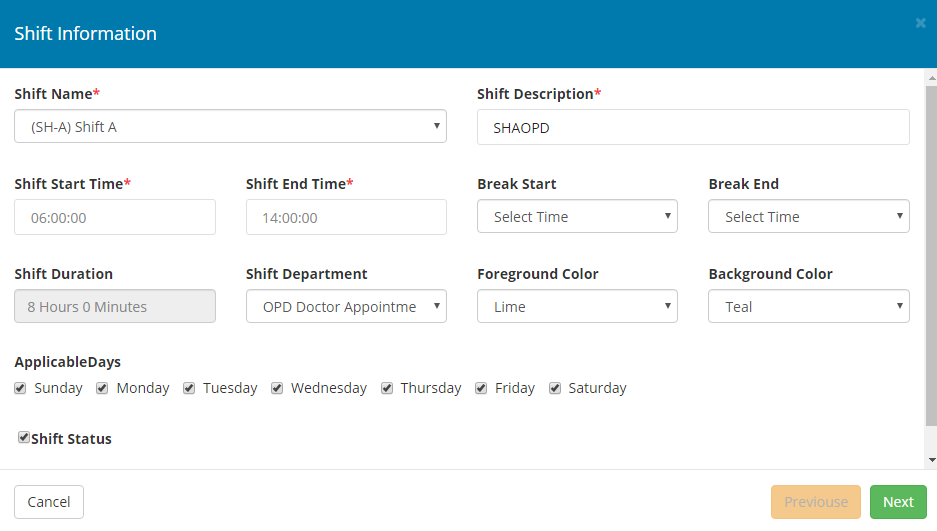 Shift Information ×
Shift Name* Shift Description*
(SH-A) Shift A SHAOPD
Shift Start Time* Shift End Time* Break Start Break End
06:00:00 14:00:00 Select Time Select Time
Shift Duration Shift Department Foreground Color Background Color
8 Hours 0 Minutes OPD Doctor Appointme Lime Teal
ApplicableDays
Sunday Monday Tuesday Wednesday Thursday Friday Saturday
Shift Status
Cancel Previouse Next